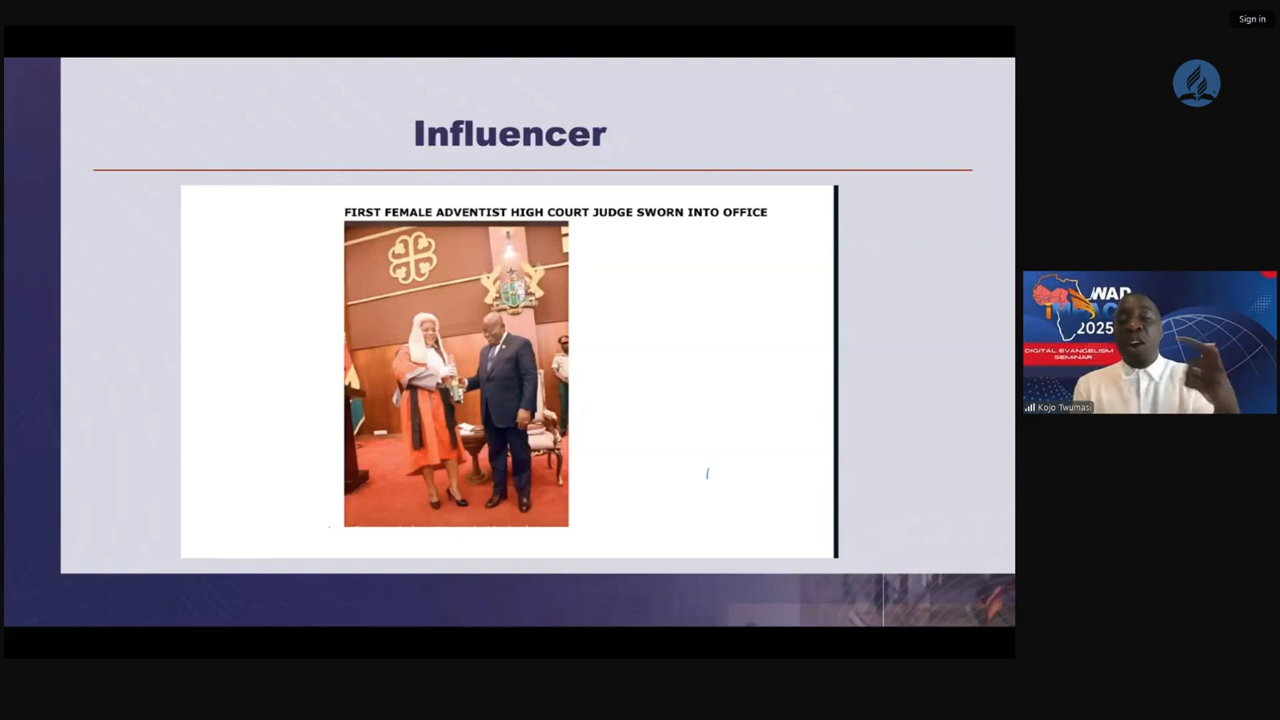 Sign in
Influencer
FIRST FEMALE ADVENTIST HIGH COURT JUDGE SWORN INTO OFFICE
WAD
2025
DIGITAL EVANGELISM
SEMINAR
Kojo Twumasi